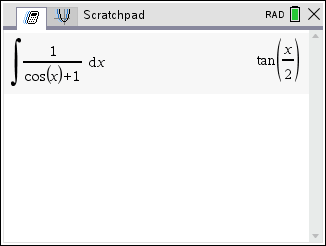 Scratchpad RAD
∫ 1/(cos(x)+1) dx tan(x/2)